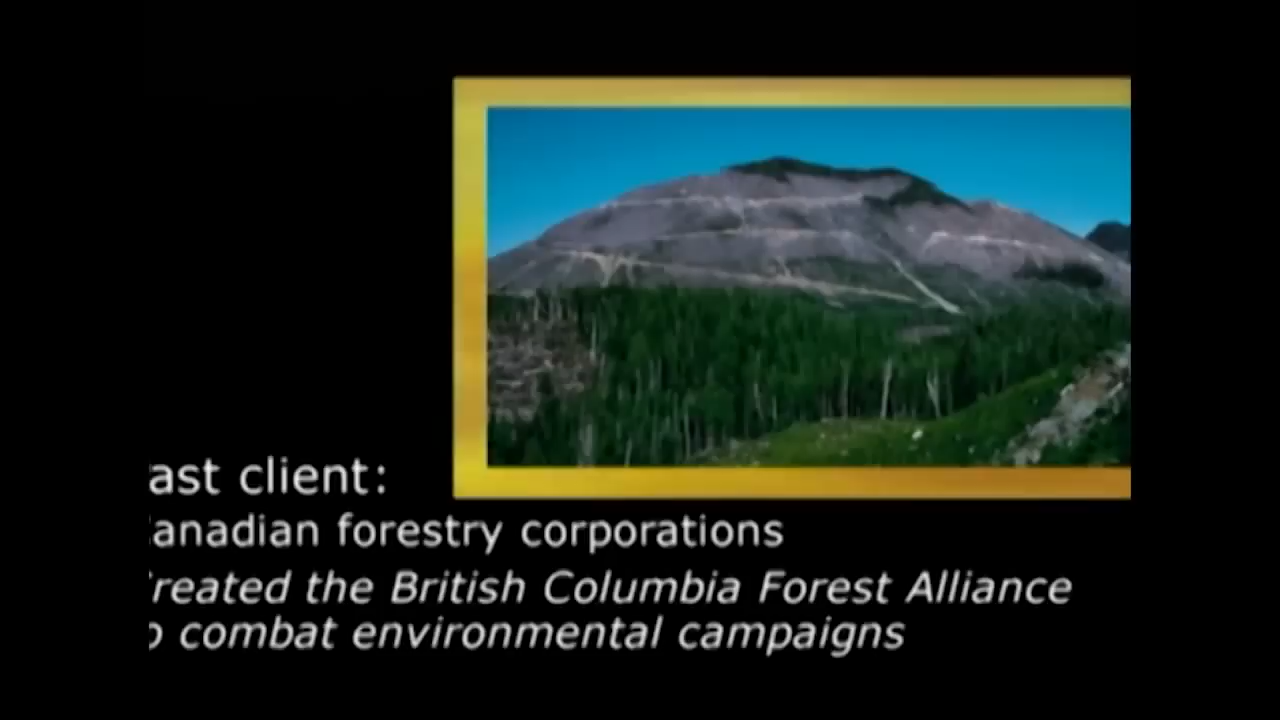 ast client:
anadian forestry corporations
reated the British Columbia Forest Alliance
o combat environmental campaigns